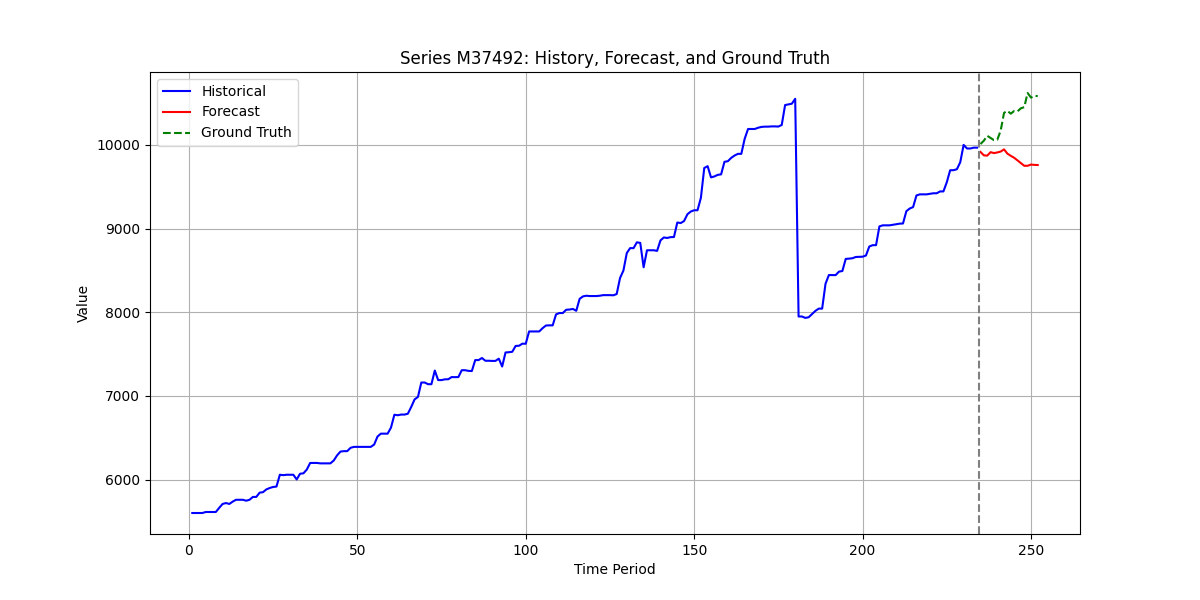 Series M37492: History, Forecast, and Ground Truth
Historical
Forecast
Ground Truth
Value
10000
9000
8000
7000
6000
0 50 100 150 200 250
Time Period